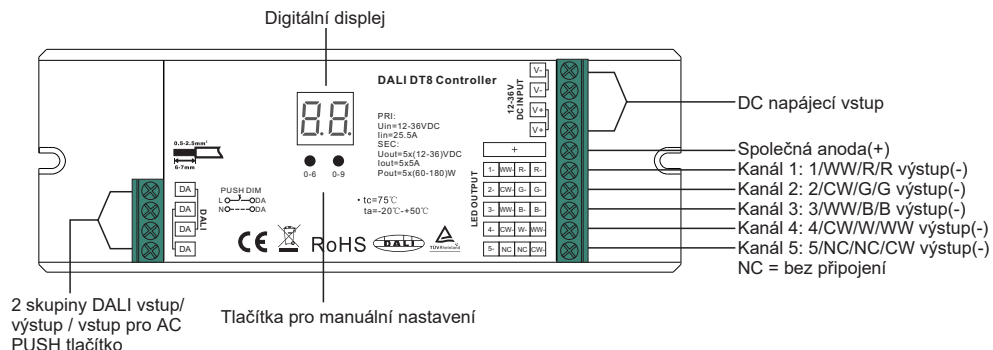 Digitální displej
DALI DT8 Controller
PRI:
Uin=12-36VDC
Iin=25.5A
SEC:
Uout=5x(12-36)VDC
Iout=5x5A
Pout=5x(60-180)W
• tc=75℃
ta=-20℃-+50℃
8.8.
0-6 0-9
0.5-2.5mm²
6-7mm
PUSH DIM
L DA
N DA
DA
DA
DA
DA
DALI
CE RoHS DALI TÜVRheinland
12-36V
DC INPUT
V-
V-
V+
V+
+
LED OUTPUT
1- WW- R- R-
2- CW- G- G-
3- WW- B- B-
4- CW- W- WW-
5- NC NC CW-
DC napájecí vstup
Společná anoda(+)
Kanál 1: 1/WW/R/R výstup(-)
Kanál 2: 2/CW/G/G výstup(-)
Kanál 3: 3/WW/B/B výstup(-)
Kanál 4: 4/CW/W/WW výstup(-)
Kanál 5: 5/NC/NC/CW výstup(-)
NC = bez připojení
2 skupiny DALI vstup/
výstup / vstup pro AC
PUSH tlačítko
Tlačítka pro manuální nastavení